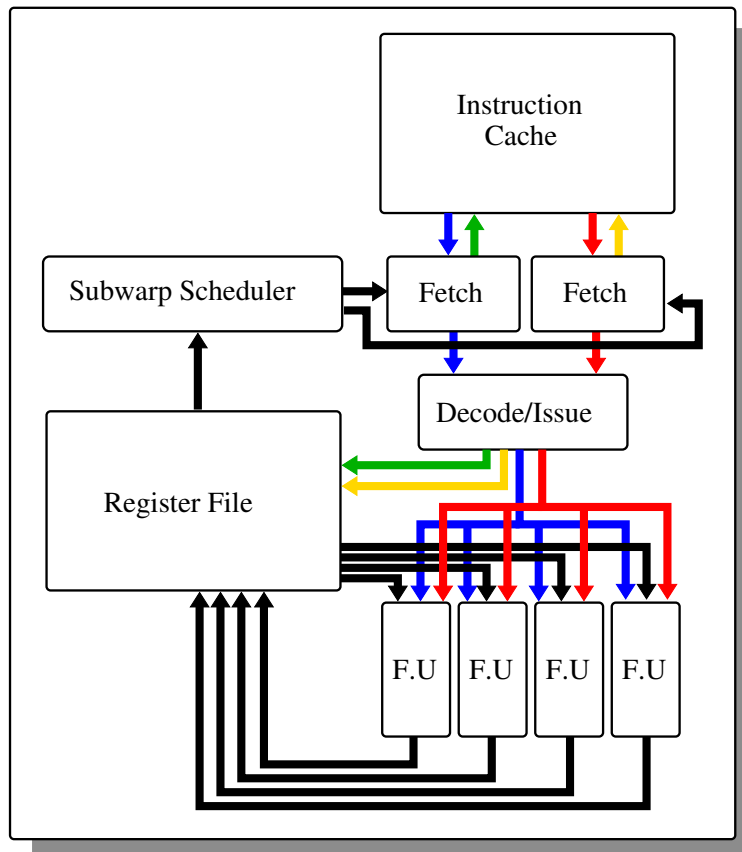 Instruction
Cache
Subwarp Scheduler
Fetch
Fetch
Decode/Issue
Register File
F.U
F.U
F.U
F.U